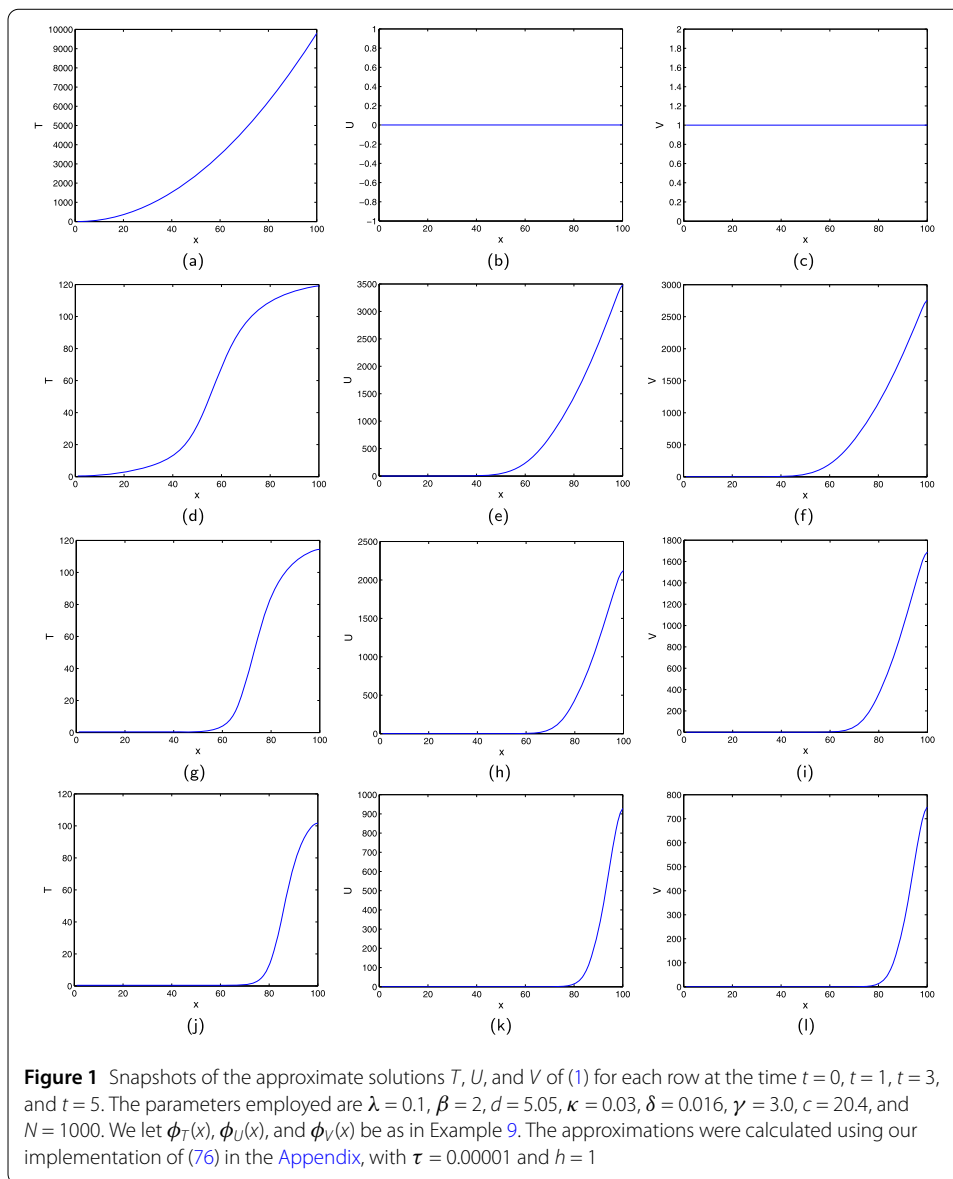 10000
9000
8000
7000
6000
5000
4000
3000
2000
1000
0
T
0 20 40 60 80 100
x
(a)
1
0.8
0.6
0.4
0.2
0
−0.2
−0.4
−0.6
−0.8
−1
U
0 20 40 60 80 100
x
(b)
2
1.8
1.6
1.4
1.2
1
0.8
0.6
0.4
0.2
0
V
0 20 40 60 80 100
x
(c)
120
100
80
60
40
20
0
T
0 20 40 60 80 100
x
(d)
3500
3000
2500
2000
1500
1000
500
0
U
0 20 40 60 80 100
x
(e)
3000
2500
2000
1500
1000
500
0
V
0 20 40 60 80 100
x
(f)
120
100
80
60
40
20
0
T
0 20 40 60 80 100
x
(g)
2500
2000
1500
1000
500
0
U
0 20 40 60 80 100
x
(h)
1800
1600
1400
1200
1000
800
600
400
200
0
V
0 20 40 60 80 100
x
(i)
120
100
80
60
40
20
0
T
0 20 40 60 80 100
x
(j)
1000
900
800
700
600
500
400
300
200
100
0
U
0 20 40 60 80 100
x
(k)
800
700
600
500
400
300
200
100
0
V
0 20 40 60 80 100
x
(l)
Figure 1 Snapshots of the approximate solutions T, U, and V of (1) for each row at the time t = 0, t = 1, t = 3,
and t = 5. The parameters employed are λ = 0.1, β = 2, d = 5.05, κ = 0.03, δ = 0.016, γ = 3.0, c = 20.4, and
N = 1000. We let ϕT(x), ϕU(x), and ϕV(x) be as in Example 9. The approximations were calculated using our
implementation of (76) in the Appendix, with τ = 0.00001 and h = 1